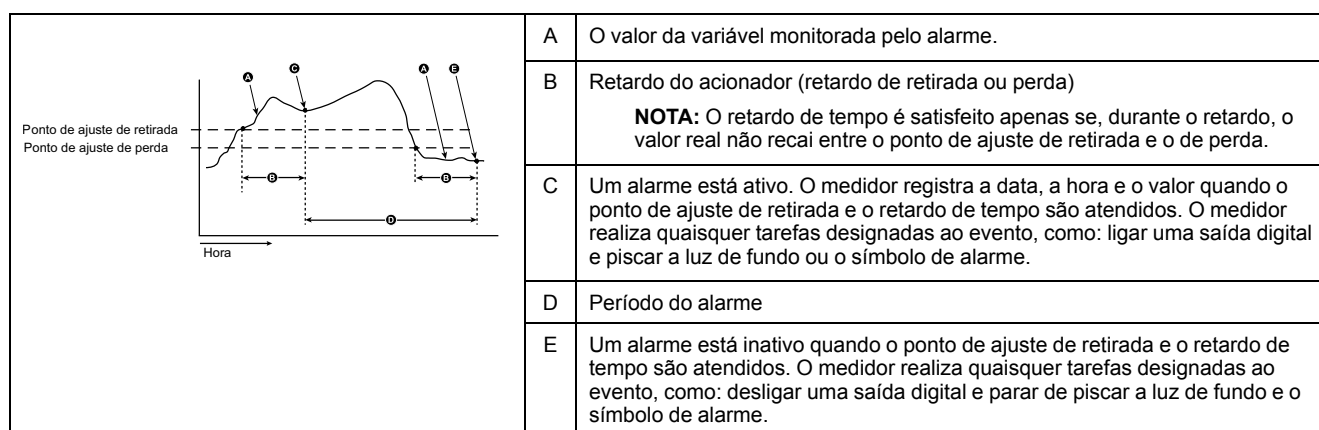 A
C
A
E
Ponto de ajuste de retirada
Ponto de ajuste de perda
B
B
D
Hora
A
O valor da variável monitorada pelo alarme.
B
Retardo do acionador (retardo de retirada ou perda)
NOTA: O retardo de tempo é satisfeito apenas se, durante o retardo, o
valor real não recai entre o ponto de ajuste de retirada e o de perda.
C
Um alarme está ativo. O medidor registra a data, a hora e o valor quando o
ponto de ajuste de retirada e o retardo de tempo são atendidos. O medidor
realiza quaisquer tarefas designadas ao evento, como: ligar uma saída digital
e piscar a luz de fundo ou o símbolo de alarme.
D
Período do alarme
E
Um alarme está inativo quando o ponto de ajuste de retirada e o retardo de
tempo são atendidos. O medidor realiza quaisquer tarefas designadas ao
evento, como: desligar uma saída digital e parar de piscar a luz de fundo e o
símbolo de alarme.